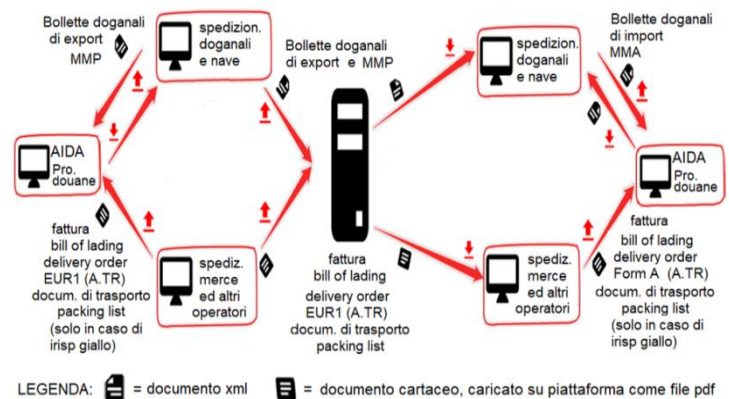 Bollette doganali
di export
MMP
spedizion.
doganali
e nave
Bollette doganali
di export e MMP
spedizion.
doganali
e nave
Bollette doganali
di import
MMA
AIDA
Pro.
douane
AIDA
Pro.
douane
fattura
bill of lading
delivery order
EUR1 (A.TR)
docum. di trasporto
packing list
(solo in caso di
irisp giallo)
spediz.
merce
ed altri
operatori
fattura
bill of lading
delivery order
EUR1 (A.TR)
docum. di trasporto
packing list
spediz.
merce
ed altri
operatori
fattura
bill of lading
delivery order
Form A (A.TR)
docum. di trasporto
packing list
(solo in caso di
irisp giallo)
LEGENDA: = documento xml = documento cartaceo, caricato su piattaforma come file pdf